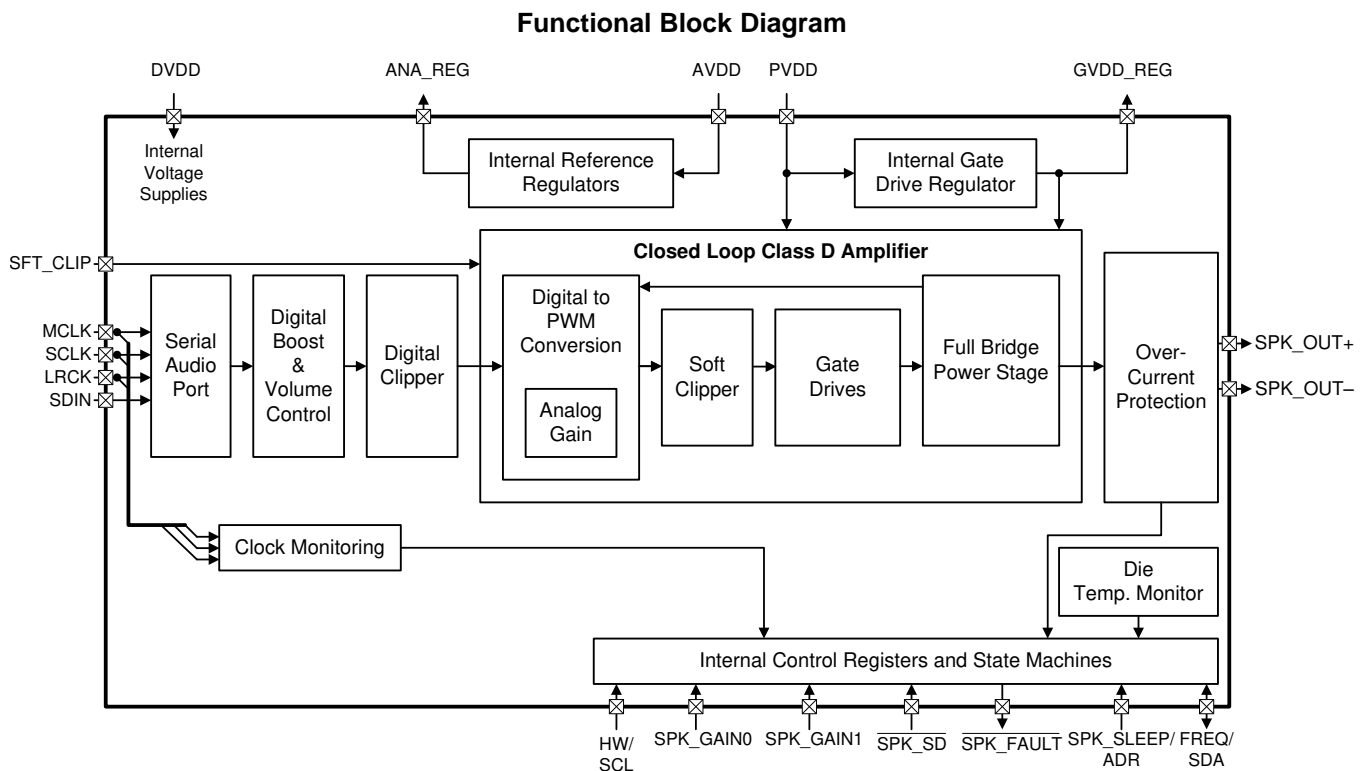 Functional Block Diagram
DVDD
ANA_REG
AVDD
PVDD
GVDD_REG
Internal
Voltage
Supplies
Internal Reference
Regulators
Internal Gate
Drive Regulator
Closed Loop Class D Amplifier
SFT_CLIP
MCLK
SCLK
LRCK
SDIN
Serial
Audio
Port
Digital
Boost
&
Volume
Control
Digital
Clipper
Digital to
PWM
Conversion
Analog
Gain
Soft
Clipper
Gate
Drives
Full Bridge
Power Stage
Over-
Current
Protection
SPK_OUT+
SPK_OUT–
Clock Monitoring
Die
Temp. Monitor
Internal Control Registers and State Machines
HW/
SCL
SPK_GAIN0
SPK_GAIN1
SPK_SD
SPK_FAULT
SPK_SLEEP/
ADR
FREQ/
SDA